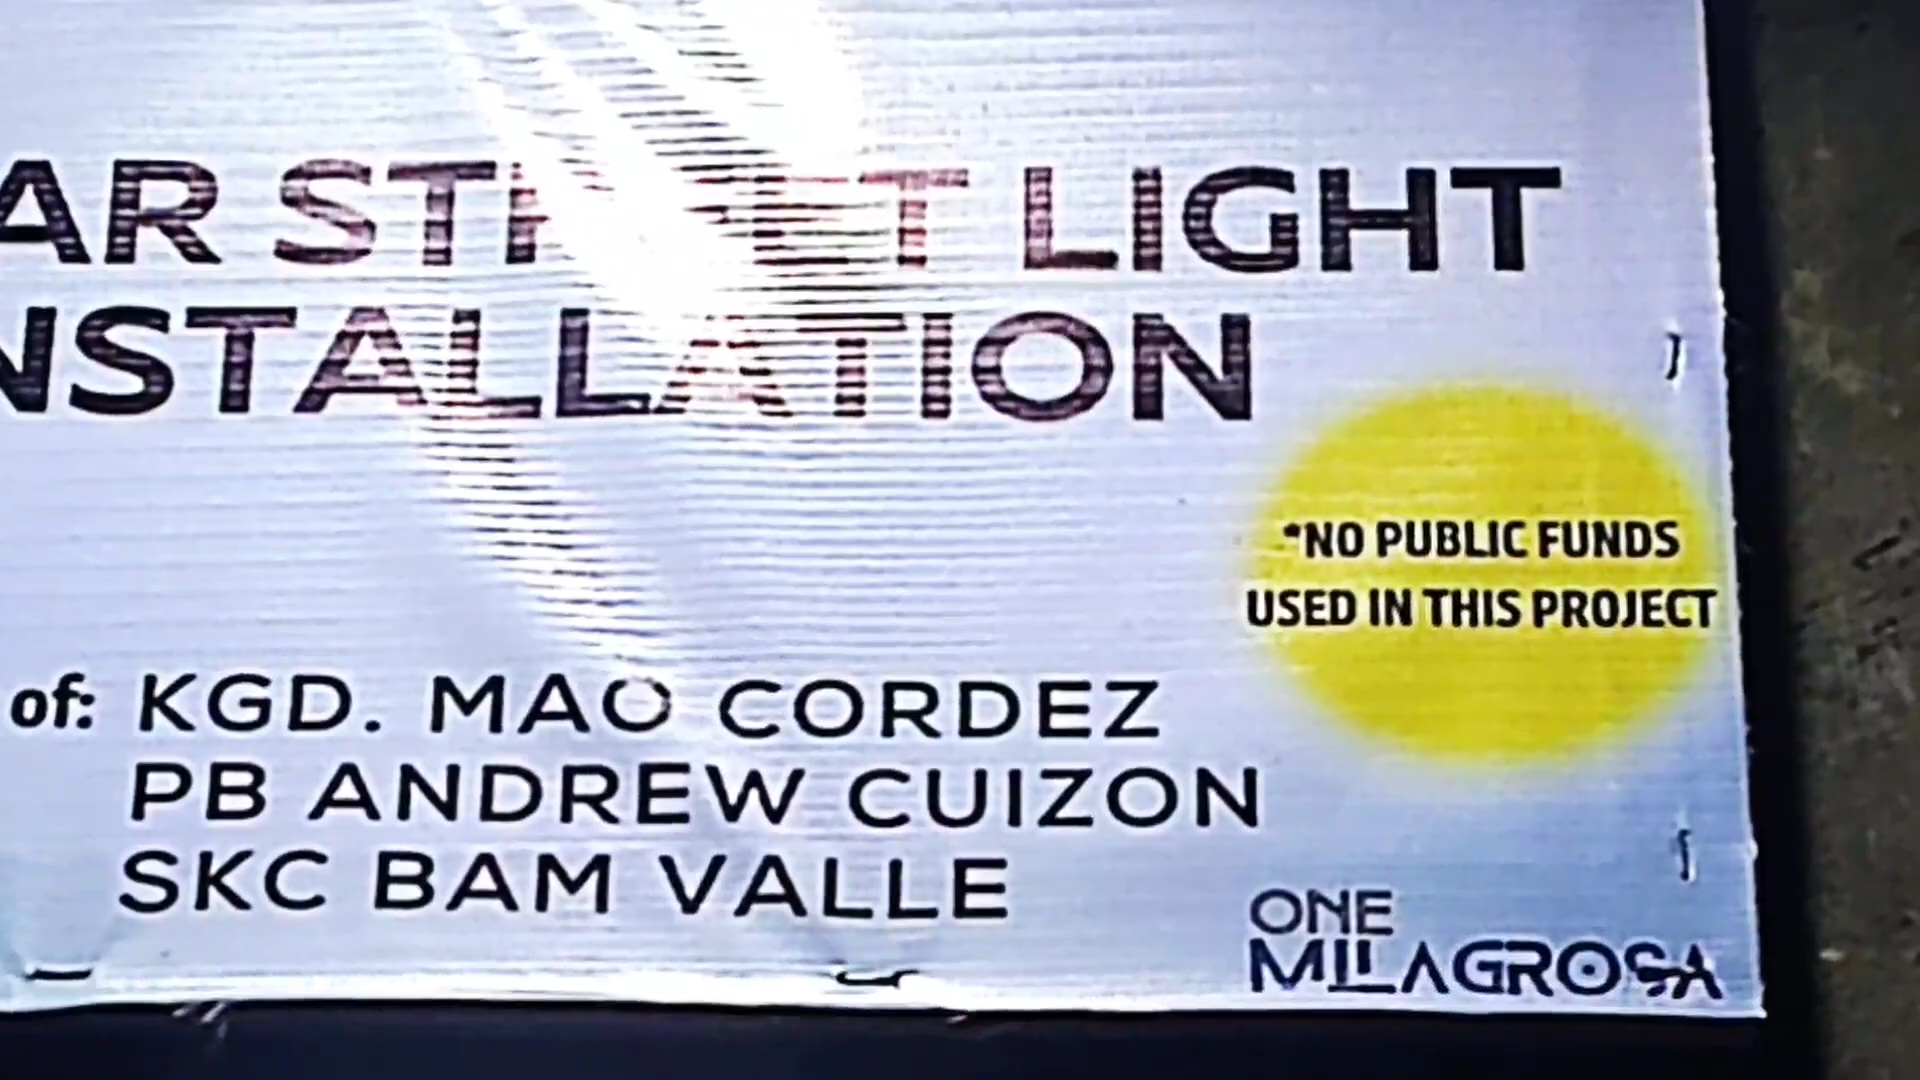 AR STREET LIGHT
NSTALLATION
*NO PUBLIC FUNDS
USED IN THIS PROJECT
of: KGD. MAO CORDEZ
PB ANDREW CUIZON
SKC BAM VALLE
ONE
MILAGROSA